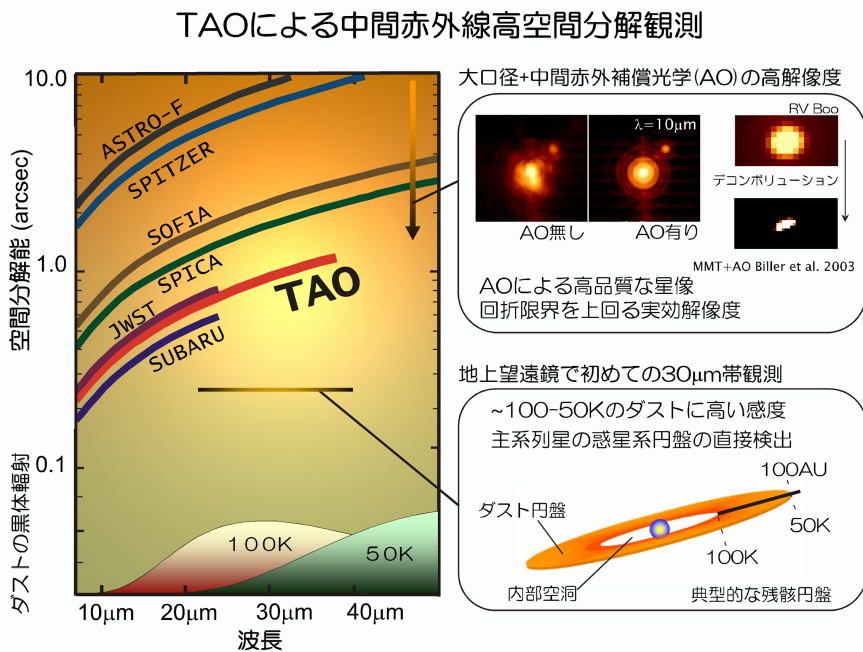 TAOによる中間赤外線高空間分解観測
10.0
1.0
0.1
空間分解能 (arcsec)
ダストの黒体輻射
ASTRO-F
SPITZER
SOFIA
SPICA
TAO
JWST
SUBARU
100K
50K
10μm
20μm
30μm
40μm
波長
大口径+中間赤外補償光学(AO)の高解像度
λ=10μm
AO無し
AO有り
RV Boo
デコンボリューション
MMT+AO Biller et al. 2003
AOによる高品質な星像
回折限界を上回る実効解像度
地上望遠鏡で初めての30μm帯観測
~100-50Kのダストに高い感度
主系列星の惑星系円盤の直接検出
100AU
ダスト円盤
50K
100K
内部空洞
典型的な残骸円盤